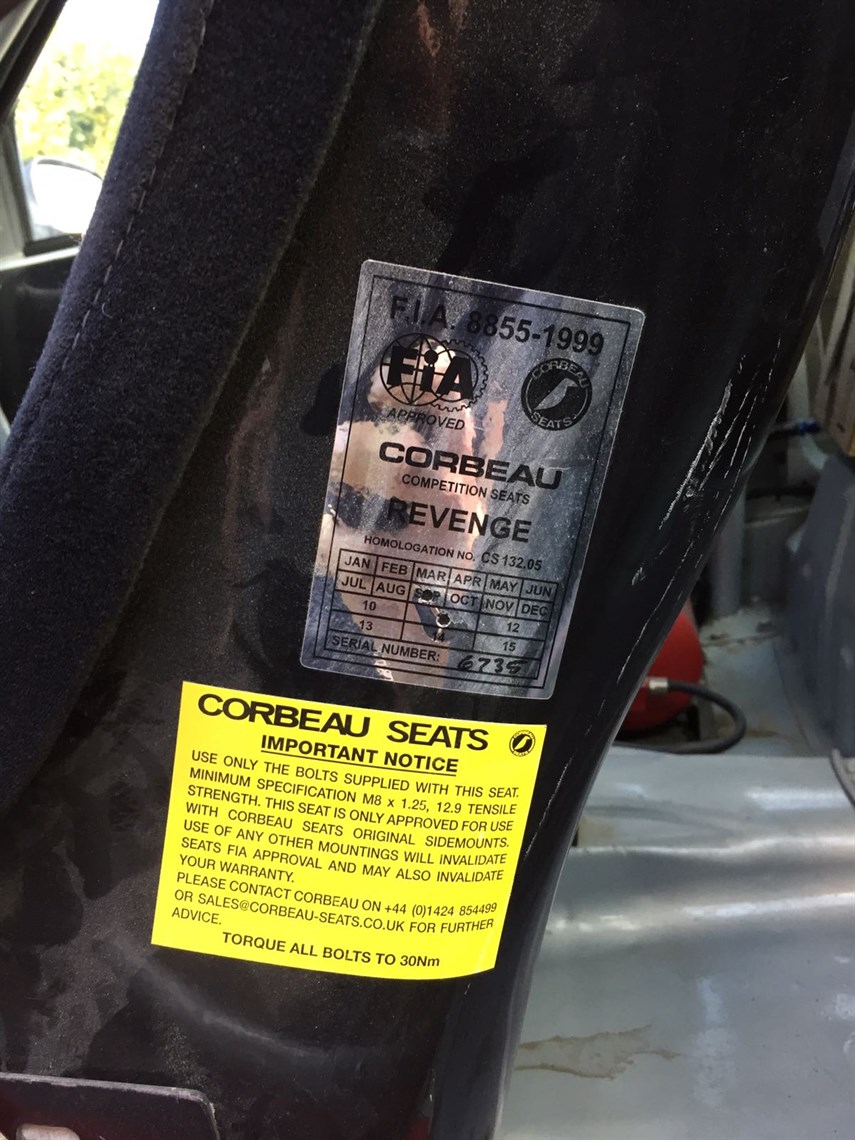 F.I.A. 8855-1999
FiA
APPROVED
CORBEAU
SEATS
CORBEAU
COMPETITION SEATS
REVENGE
HOMOLOGATION NO. CS 132.05
JAN FEB MAR APR MAY JUN
JUL AUG SEP OCT NOV DEC
10 12
13 14 15
SERIAL NUMBER:
CORBEAU SEATS
IMPORTANT NOTICE
USE ONLY THE BOLTS SUPPLIED WITH THIS SEAT.
MINIMUM SPECIFICATION M8 x 1.25, 12.9 TENSILE
STRENGTH. THIS SEAT IS ONLY APPROVED FOR USE
WITH CORBEAU SEATS ORIGINAL SIDEMOUNTS.
USE OF ANY OTHER MOUNTINGS WILL INVALIDATE
SEATS FIA APPROVAL AND MAY ALSO INVALIDATE
YOUR WARRANTY.
PLEASE CONTACT CORBEAU ON +44 (0)1424 854499
OR SALES@CORBEAU-SEATS.CO.UK FOR FURTHER
ADVICE.
TORQUE ALL BOLTS TO 30Nm